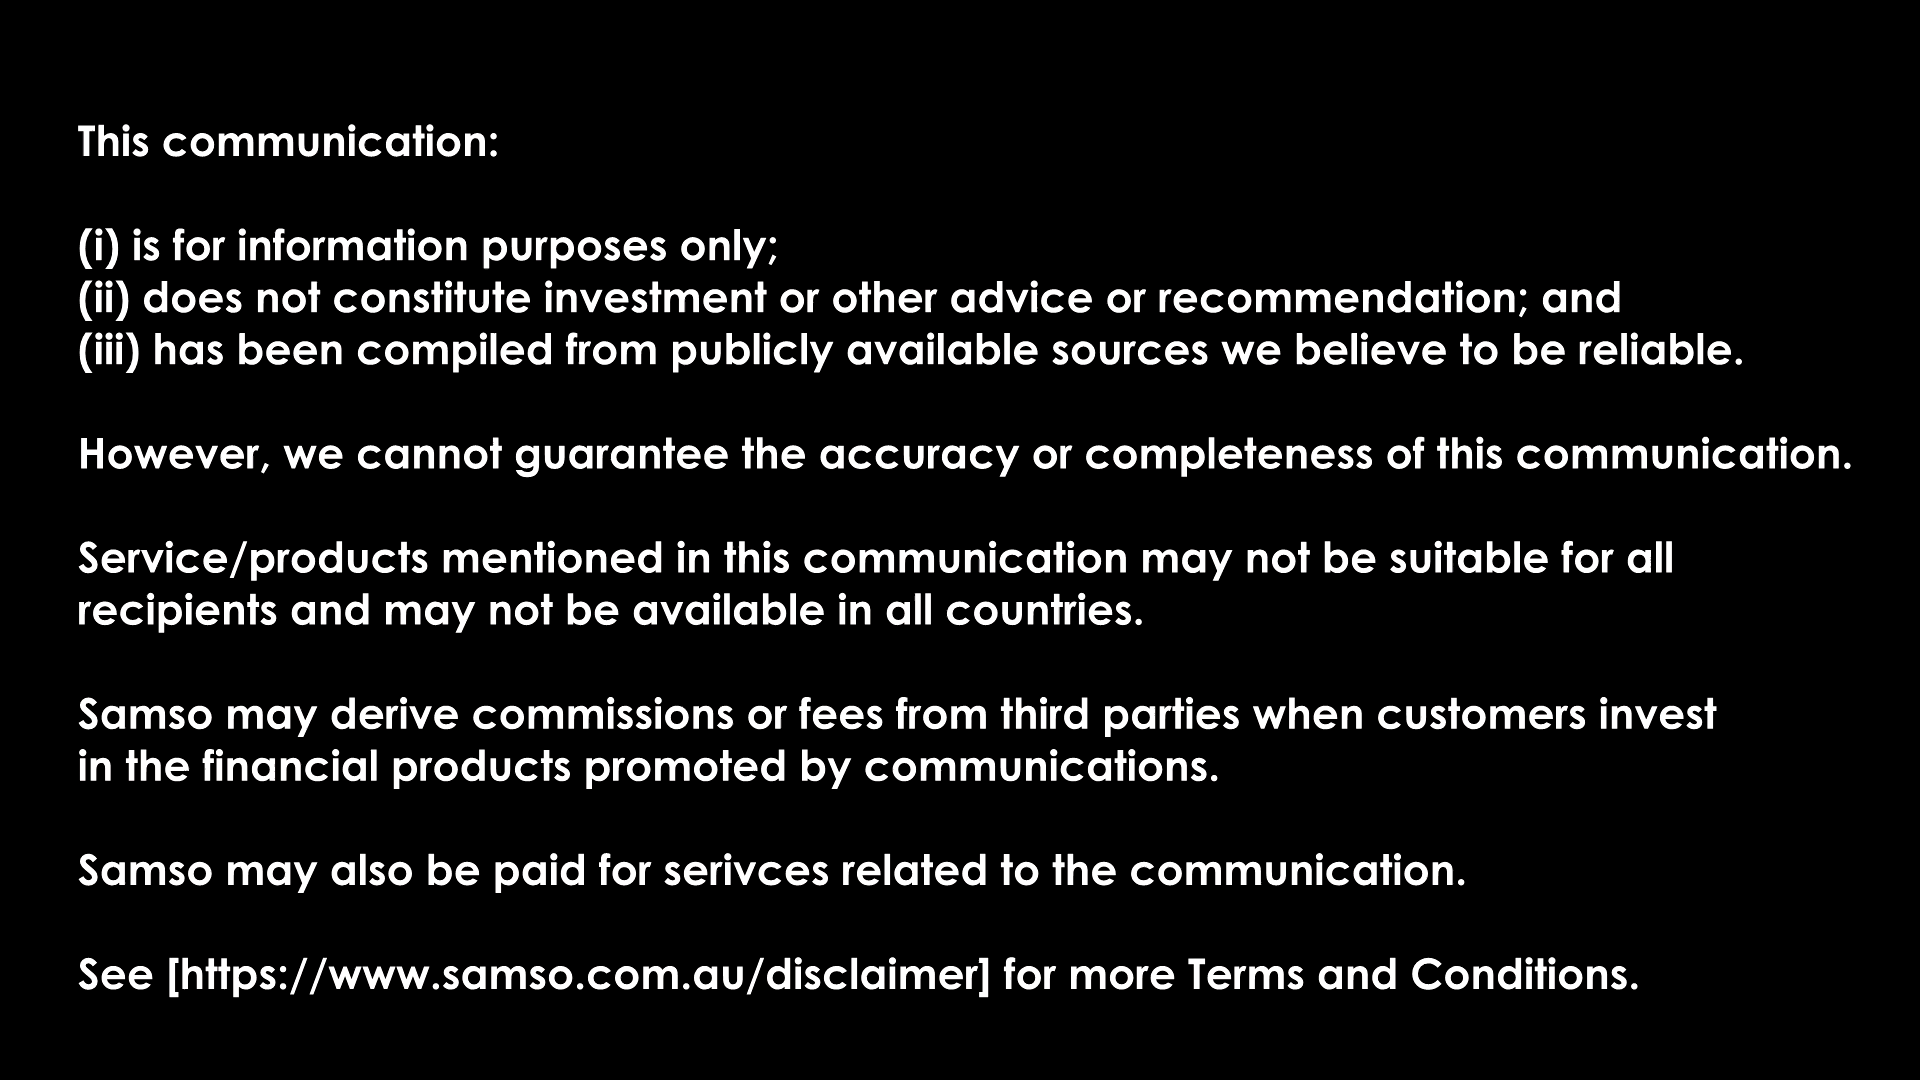 This communication:
(i) is for information purposes only;
(ii) does not constitute investment or other advice or recommendation; and
(iii) has been compiled from publicly available sources we believe to be reliable.
However, we cannot guarantee the accuracy or completeness of this communication.
Service/products mentioned in this communication may not be suitable for all
recipients and may not be available in all countries.
Samso may derive commissions or fees from third parties when customers invest
in the financial products promoted by communications.
Samso may also be paid for serivces related to the communication.
See [https://www.samso.com.au/disclaimer] for more Terms and Conditions.